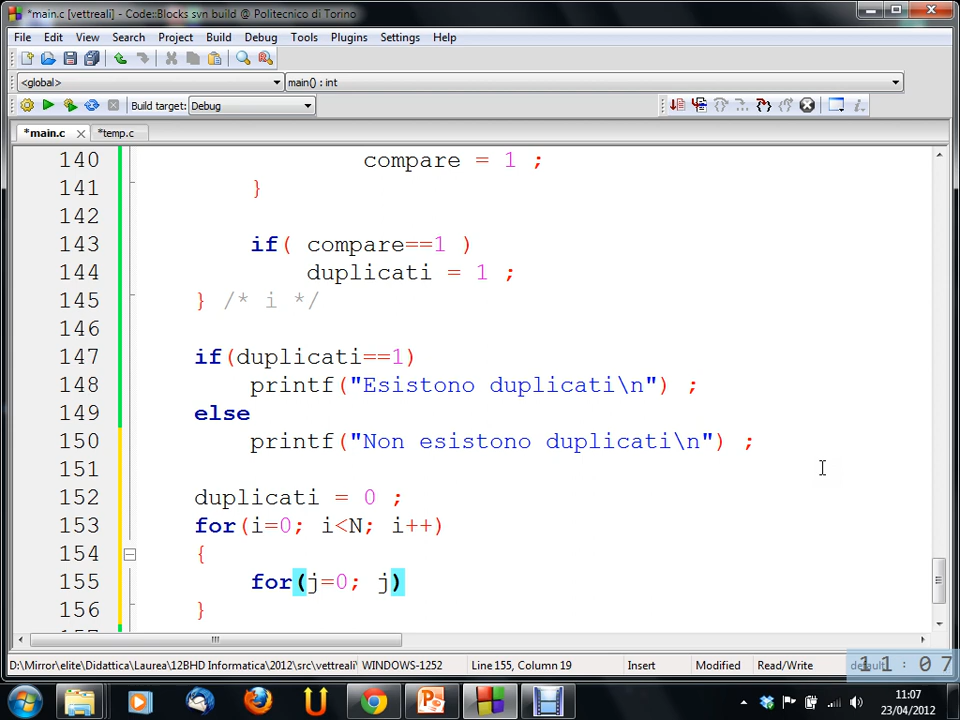 *main.c [vettreali] - Code::Blocks svn build @ Politecnico di Torino
File Edit View Search Project Build Debug Tools Plugins Settings Help
<global> main() : int
Build target: Debug
*main.c *temp.c
140 compare = 1 ;
141 }
142
143 if( compare==1 )
144 duplicati = 1 ;
145 } /* i */
146
147 if(duplicati==1)
148 printf("Esistono duplicati\n") ;
149 else
150 printf("Non esistono duplicati\n") ;
151
152 duplicati = 0 ;
153 for(i=0; i<N; i++)
154 {
155 for(j=0; j)
156 }
D:\Mirror\elite\Didattica\Laurea\12BHD Informatica\2012\src\vettreali\ WINDOWS-1252 Line 155, Column 19 Insert Modified Read/Write default
11:07
11:07
23/04/2012